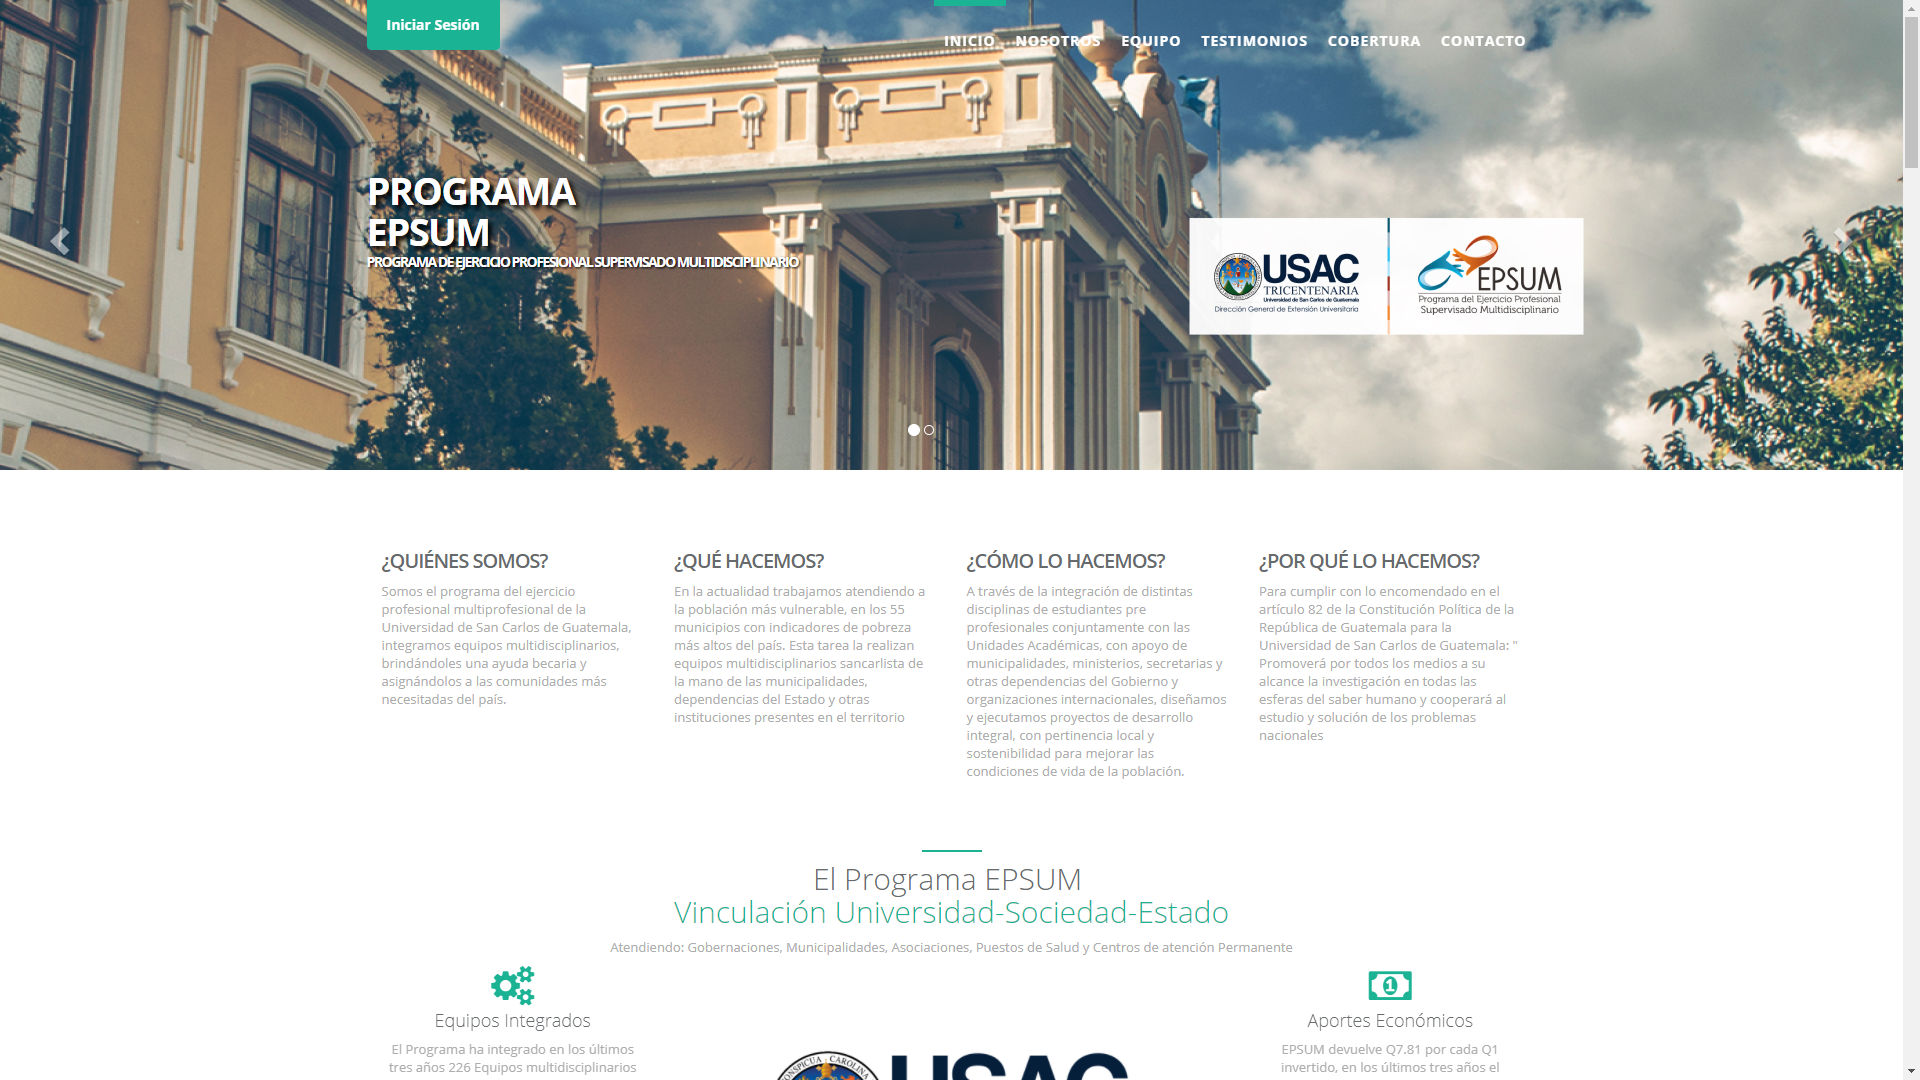 Iniciar Sesión
INICIO NOSOTROS EQUIPO TESTIMONIOS COBERTURA CONTACTO
PROGRAMA
EPSUM
PROGRAMA DE EJERCICIO PROFESIONAL SUPERVISADO MULTIDISCIPLINARIO
USAC
TRICENTENARIA
Universidad de San Carlos de Guatemala
Dirección General de Extensión Universitaria
EPSUM
Programa del Ejercicio Profesional
Supervisado Multidisciplinario
¿QUIÉNES SOMOS?
Somos el programa del ejercicio
profesional multiprofesional de la
Universidad de San Carlos de Guatemala,
integramos equipos multidisciplinarios,
brindándoles una ayuda becaria y
asignándolos a las comunidades más
necesitadas del país.
¿QUÉ HACEMOS?
En la actualidad trabajamos atendiendo a
la población más vulnerable, en los 55
municipios con indicadores de pobreza
más altos del país. Esta tarea la realizan
equipos multidisciplinarios sancarlista de
la mano de las municipalidades,
dependencias del Estado y otras
instituciones presentes en el territorio
¿CÓMO LO HACEMOS?
A través de la integración de distintas
disciplinas de estudiantes pre
profesionales conjuntamente con las
Unidades Académicas, con apoyo de
municipalidades, ministerios, secretarias y
otras dependencias del Gobierno y
organizaciones internacionales, diseñamos
y ejecutamos proyectos de desarrollo
integral, con pertinencia local y
sostenibilidad para mejorar las
condiciones de vida de la población.
¿POR QUÉ LO HACEMOS?
Para cumplir con lo encomendado en el
artículo 82 de la Constitución Política de la
República de Guatemala para la
Universidad de San Carlos de Guatemala: "
Promoverá por todos los medios a su
alcance la investigación en todas las
esferas del saber humano y cooperará al
estudio y solución de los problemas
nacionales
El Programa EPSUM
Vinculación Universidad-Sociedad-Estado
Atendiendo: Gobernaciones, Municipalidades, Asociaciones, Puestos de Salud y Centros de atención Permanente
Equipos Integrados
El Programa ha integrado en los últimos
tres años 226 Equipos multidisciplinarios
CONSPICUA CAROLINA
USAC
1
Aportes Económicos
EPSUM devuelve Q7.81 por cada Q1
invertido, en los últimos tres años el